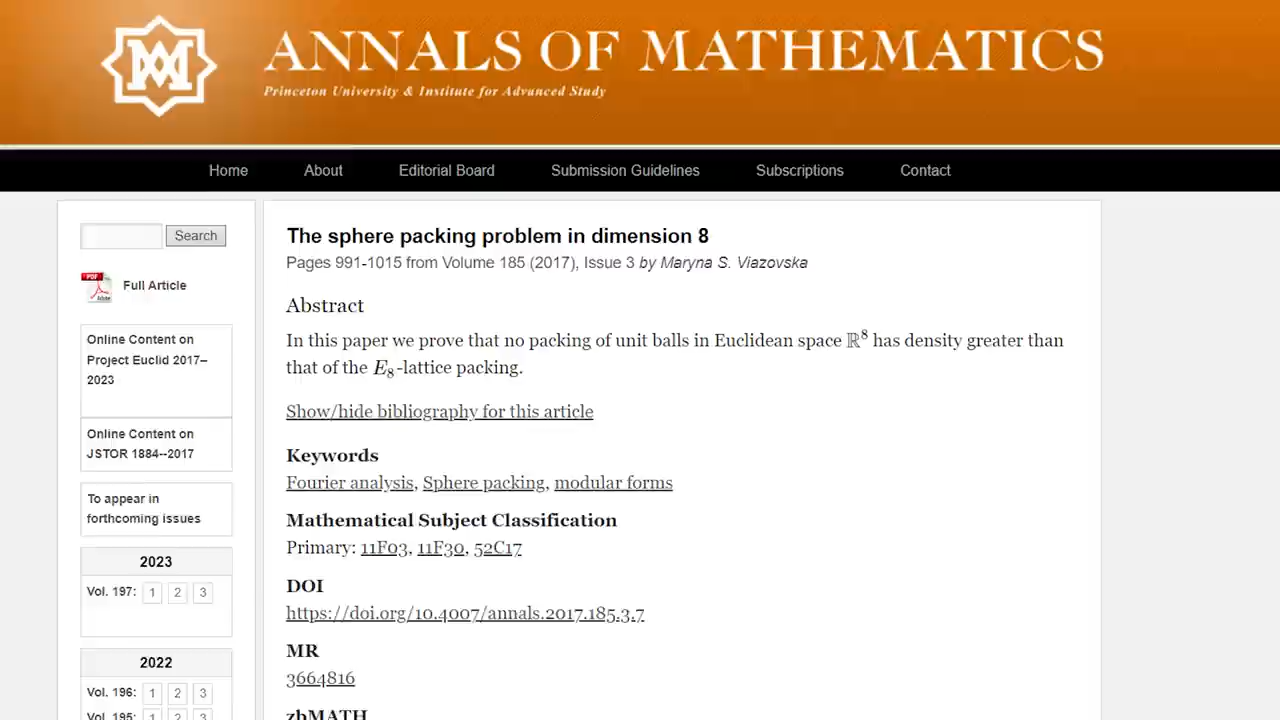 ANNALS OF MATHEMATICS
Princeton University & Institute for Advanced Study
Home About Editorial Board Submission Guidelines Subscriptions Contact
Search
Full Article
Online Content on
Project Euclid 2017–
2023
Online Content on
JSTOR 1884--2017
To appear in
forthcoming issues
2023
Vol. 197: 1 2 3
2022
Vol. 196: 1 2 3
Vol. 195: 1 2 3
The sphere packing problem in dimension 8
Pages 991-1015 from Volume 185 (2017), Issue 3 by Maryna S. Viazovska
Abstract
In this paper we prove that no packing of unit balls in Euclidean space ℝ⁸ has density greater than
that of the E₈-lattice packing.
Show/hide bibliography for this article
Keywords
Fourier analysis, Sphere packing, modular forms
Mathematical Subject Classification
Primary: 11F03, 11F30, 52C17
DOI
https://doi.org/10.4007/annals.2017.185.3.7
MR
3664816
zbMATH